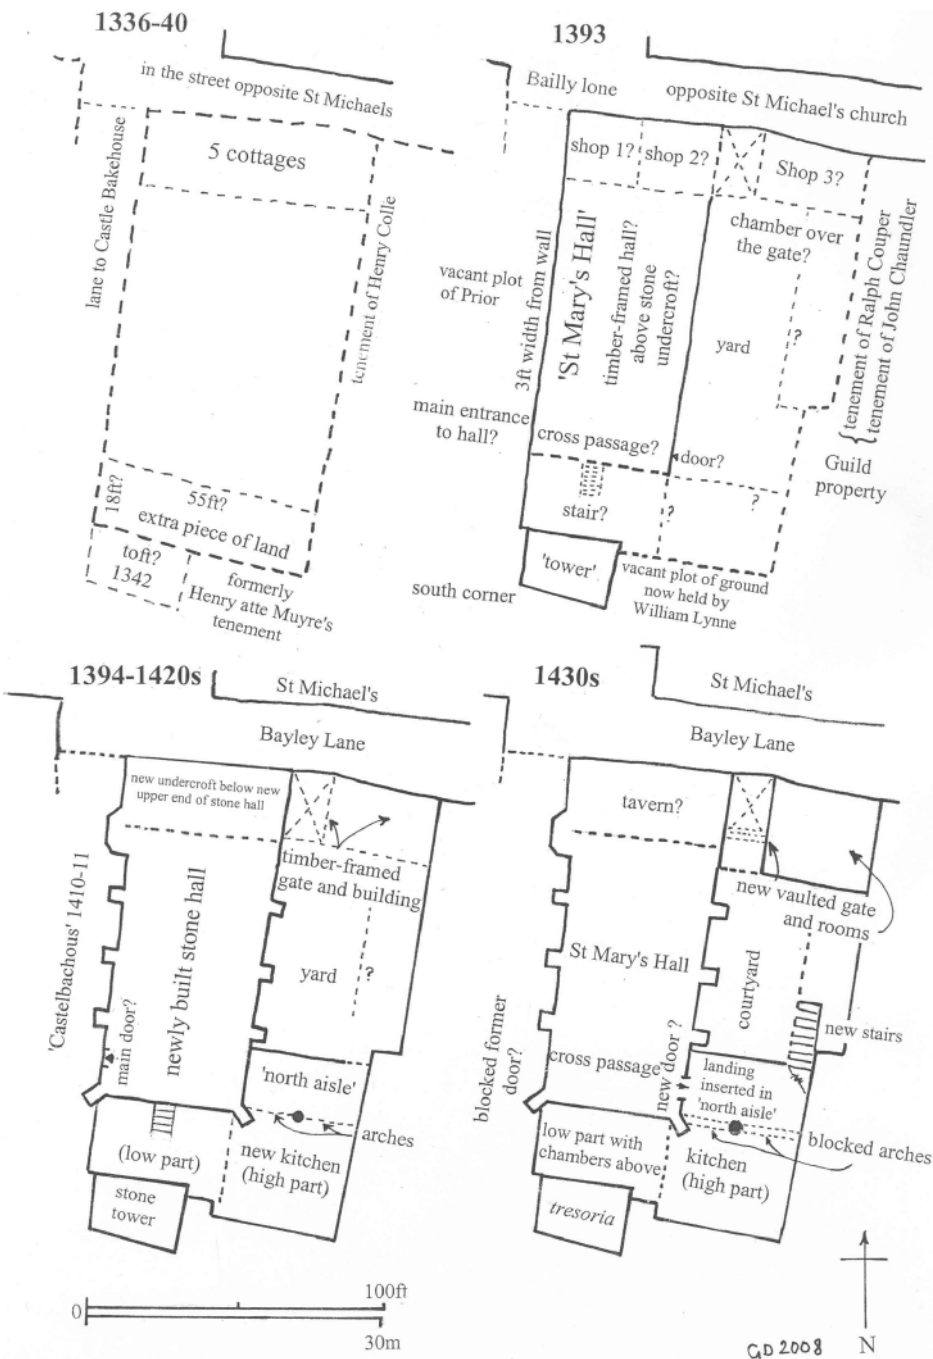 1336-40
in the street opposite St Michaels
5 cottages
lane to Castle Bakehouse
tenement of Henry Colle
18ft?
55ft?
extra piece of land
toft?
1342
formerly
Henry atte Muyre's
tenement
1393
Bailly lone
opposite St Michael's church
shop 1?
shop 2?
Shop 3?
chamber over
the gate?
vacant plot
of Prior
3ft width from wall
'St Mary's Hall'
timber-framed hall?
above stone
undercroft?
yard
?
tenement of Ralph Couper
tenement of John Chaundler
main entrance
to hall?
cross passage?
door?
Guild
property
stair?
?
?
'tower'
south corner
vacant plot of ground
now held by
William Lynne
1394-1420s
St Michael's
Bayley Lane
new undercroft below new
upper end of stone hall
timber-framed
gate and building
'Castelbachous' 1410-11
newly built stone hall
yard
?
main door?
'north aisle'
arches
(low part)
new kitchen
(high part)
stone
tower
1430s
St Michael's
Bayley Lane
tavern?
new vaulted gate
and rooms
St Mary's Hall
courtyard
blocked former
door?
new stairs
cross passage
new door?
landing
inserted in
'north aisle'
blocked arches
low part with
chambers above
kitchen
(high part)
tresoria
0
100ft
30m
GD 2008
N